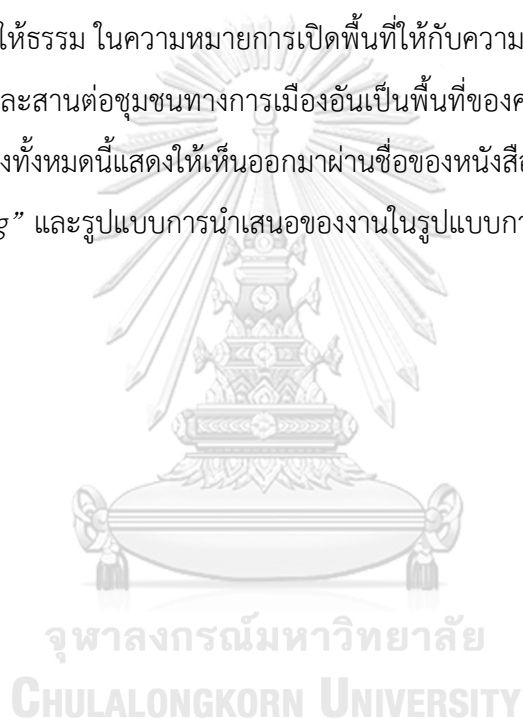 ให้ธรรม ในความหมายการเปิดพื้นที่ให้กับความ
และสานต่อชุมชนทางการเมืองอันเป็นพื้นที่ของค
งทั้งหมดนี้แสดงให้เห็นออกมาผ่านชื่อของหนังสือ
g” และรูปแบบการนำเสนอของงานในรูปแบบกา
จุฬาลงกรณ์มหาวิทยาลัย
CHULALONGKORN UNIVERSITY